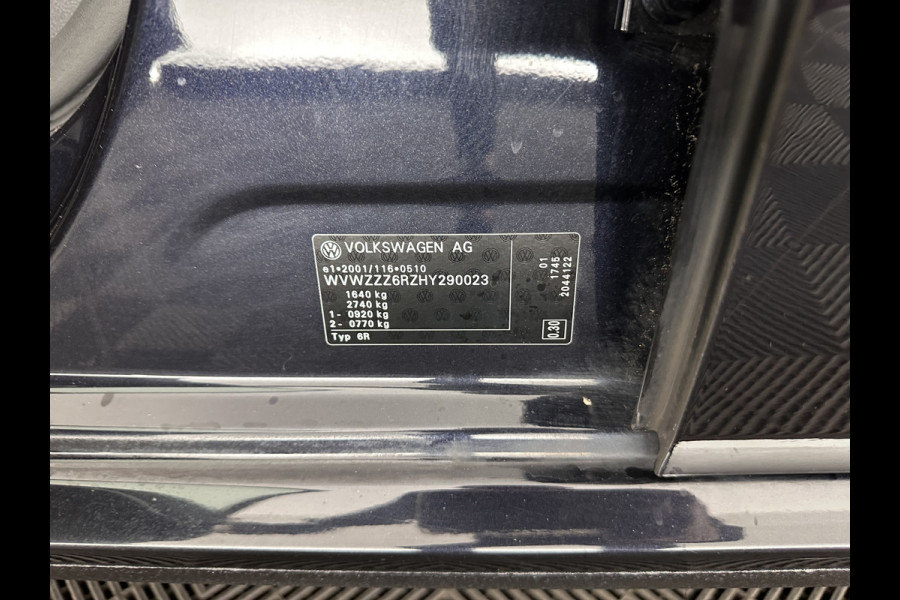 VOLKSWAGEN AG
e1*2001/116*0510
WVWZZZ6RZHY290023
1640 kg
2740 kg
1- 0920 kg
2- 0770 kg
Typ 6R
01
1745
2044122
0.30